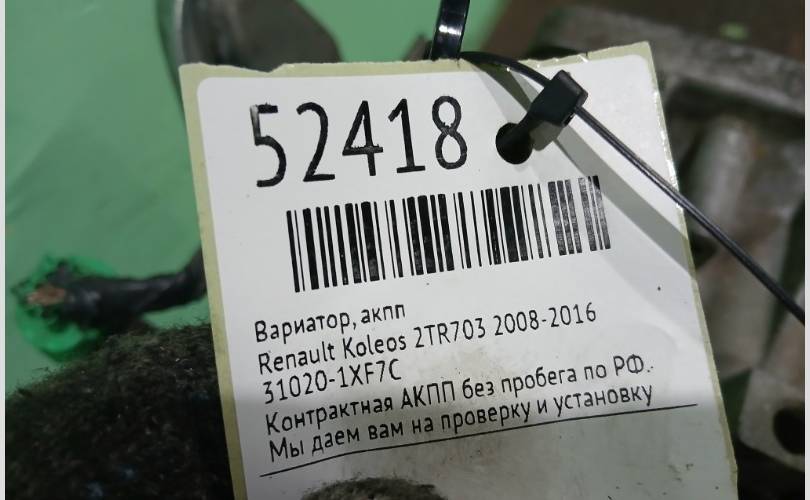 52418
Вариатор, акпп
Renault Koleos 2TR703 2008-2016
31020-1XF7C
Контрактная АКПП без пробега по РФ.
Мы даем вам на проверку и установку